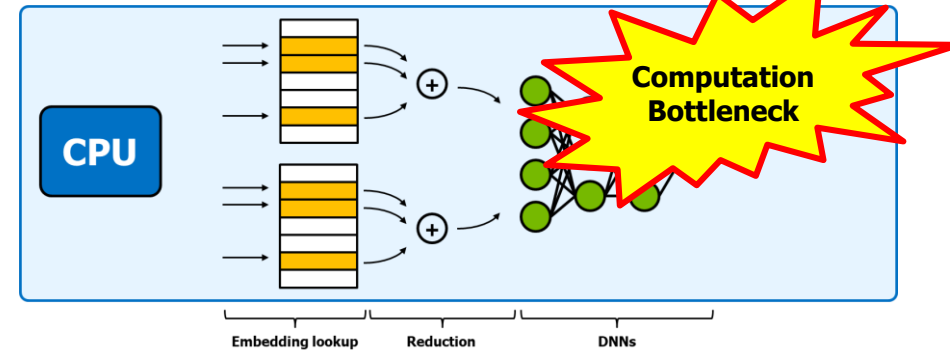 Computation
Bottleneck
CPU
+
+
Embedding lookup
Reduction
DNNs